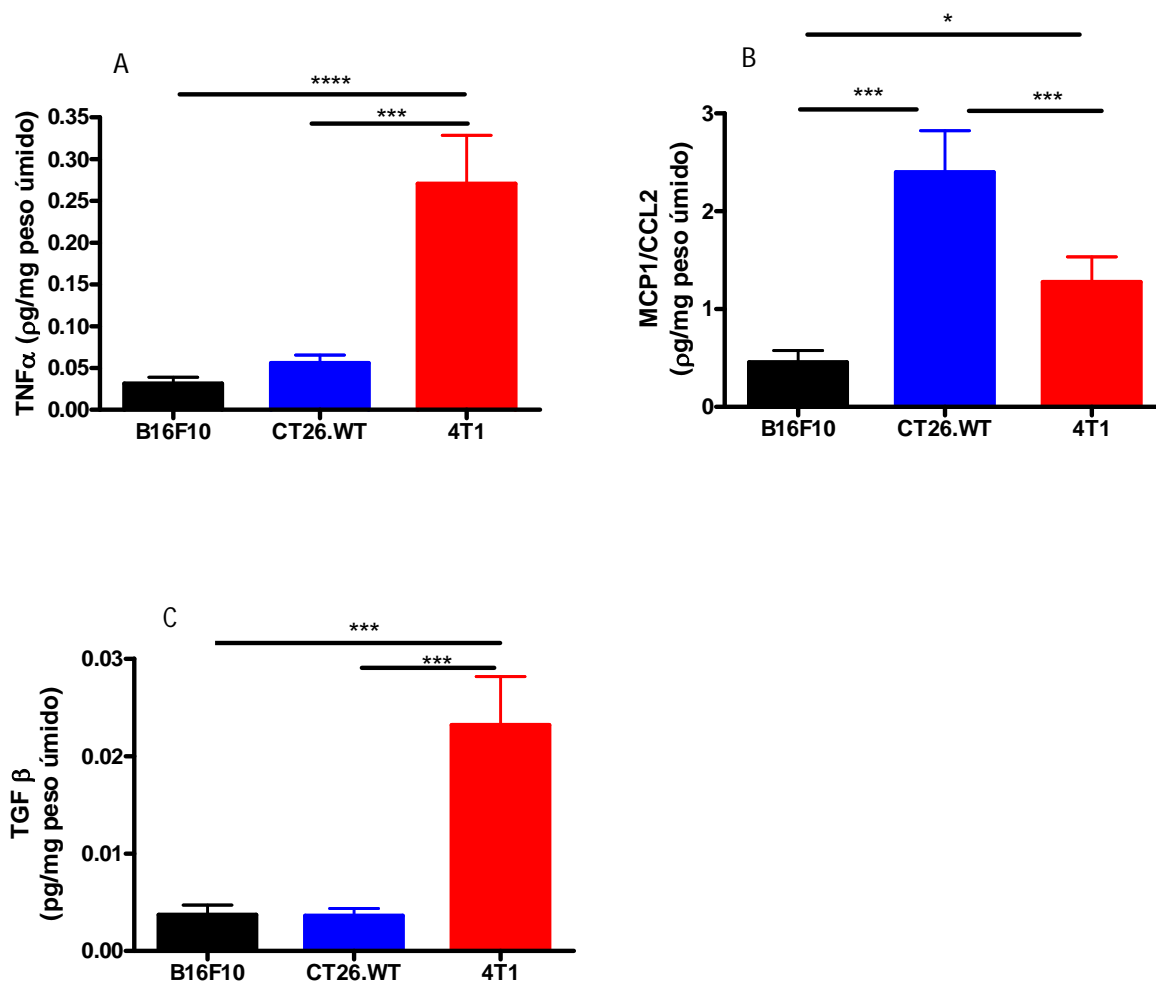 A
****
***
TNFα (ρg/mg peso úmido)
0.35
0.30
0.25
0.20
0.15
0.10
0.05
0.00
B16F10 CT26.WT 4T1
B
*
*** ***
MCP1/CCL2
(ρg/mg peso úmido)
3
2
1
0
B16F10 CT26.WT 4T1
C
***
***
TGF β
(pg/mg peso úmido)
0.03
0.02
0.01
0.00
B16F10 CT26.WT 4T1